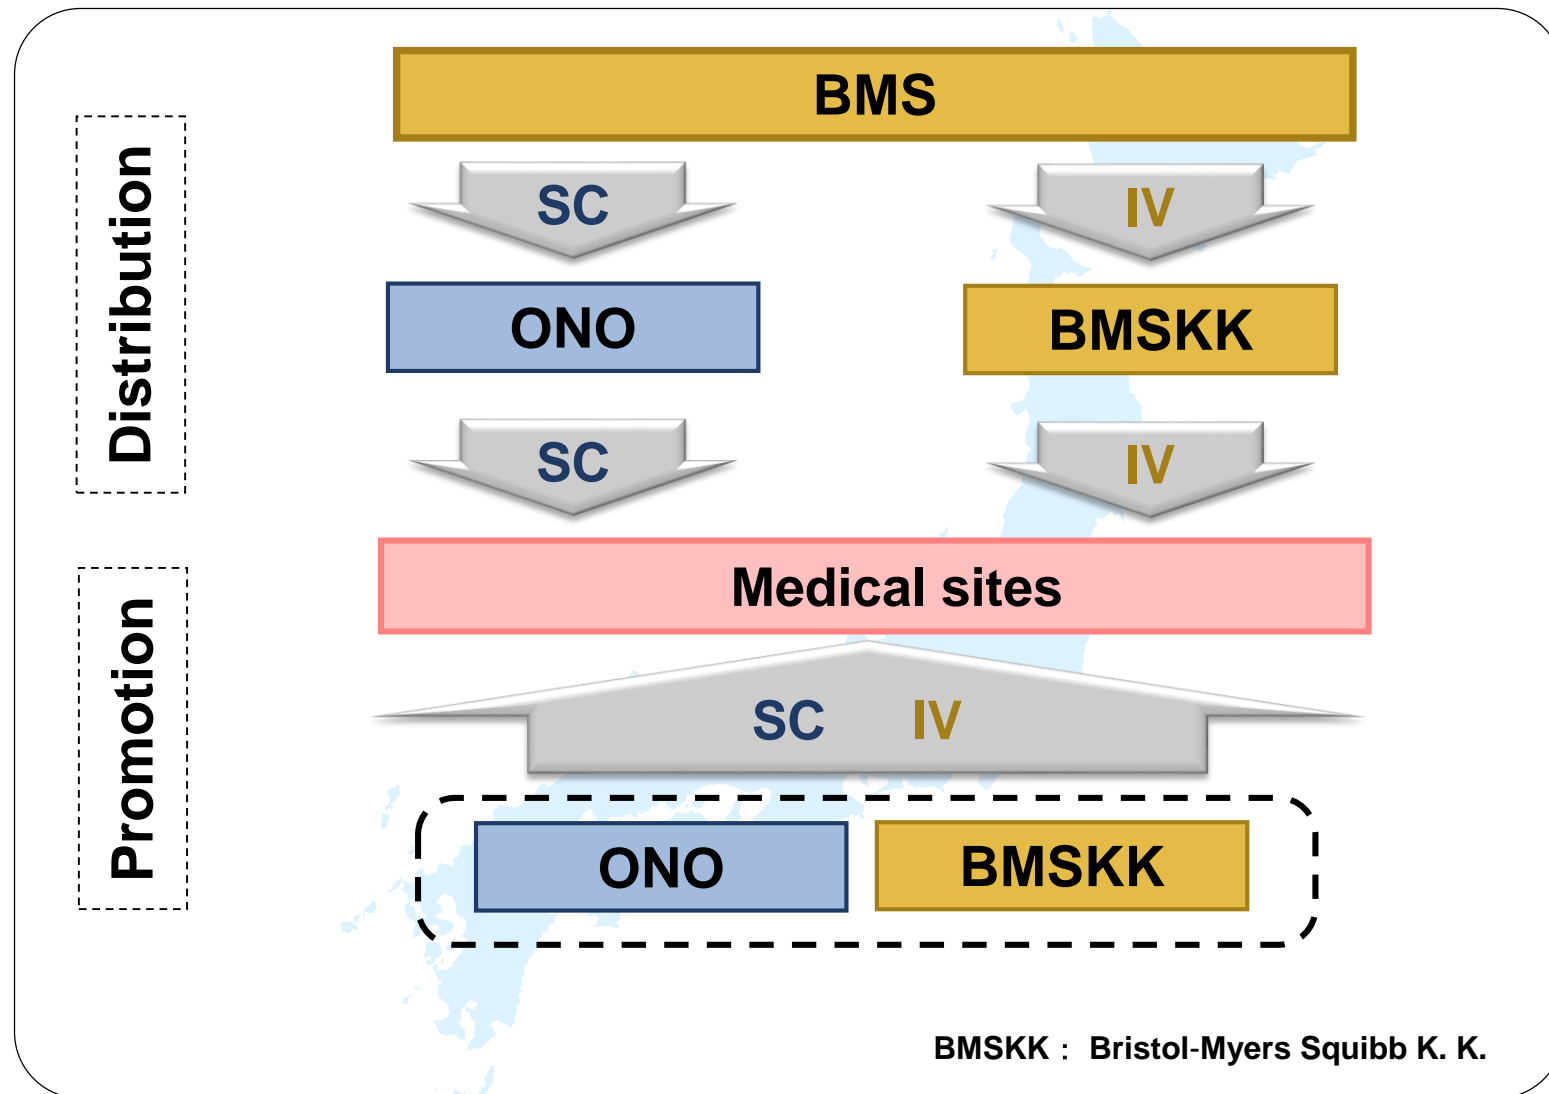 BMS
Distribution
SC
IV
ONO
BMSKK
SC
IV
Medical sites
Promotion
SC IV
ONO
BMSKK
BMSKK : Bristol-Myers Squibb K. K.